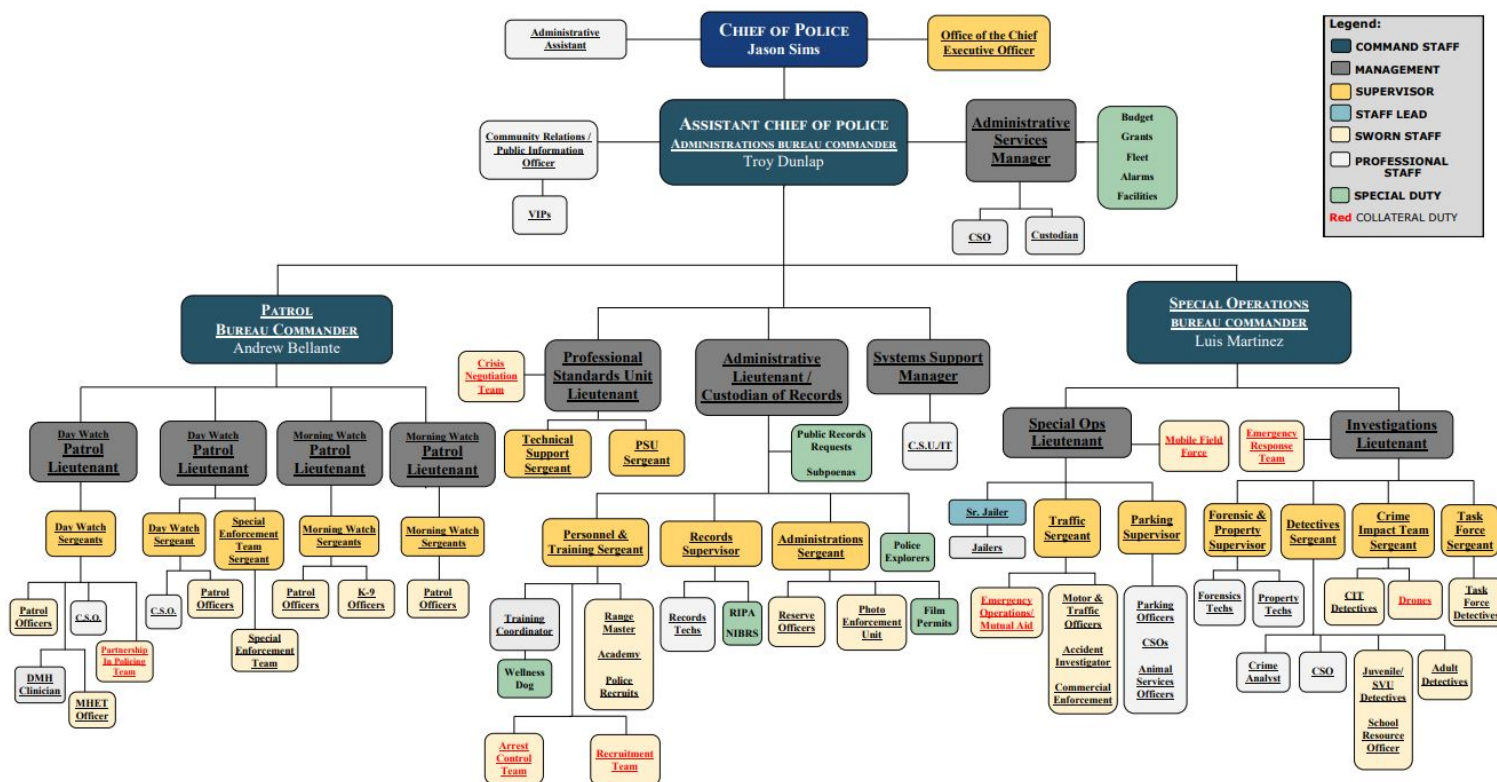 Administrative
Assistant
CHIEF OF POLICE
Jason Sims
Office of the Chief
Executive Officer
Legend:
COMMAND STAFF
MANAGEMENT
SUPERVISOR
STAFF LEAD
SWORN STAFF
PROFESSIONAL
STAFF
SPECIAL DUTY
Red COLLATERAL DUTY
Community Relations /
Public Information
Officer
VIPs
ASSISTANT CHIEF OF POLICE
ADMINISTRATIONS BUREAU COMMANDER
Troy Dunlap
Administrative
Services
Manager
Budget
Grants
Fleet
Alarms
Facilities
CSO
Custodian
PATROL
BUREAU COMMANDER
Andrew Bellante
SPECIAL OPERATIONS
BUREAU COMMANDER
Luis Martinez
Crisis
Negotiation
Team
Professional
Standards Unit
Lieutenant
Administrative
Lieutenant /
Custodian of Records
Systems Support
Manager
Technical
Support
Sergeant
PSU
Sergeant
Public Records
Requests
Subpoenas
C.S.U./IT
Day Watch
Patrol
Lieutenant
Day Watch
Patrol
Lieutenant
Morning Watch
Patrol
Lieutenant
Morning Watch
Patrol
Lieutenant
Special Ops
Lieutenant
Mobile Field
Force
Emergency
Response
Team
Investigations
Lieutenant
Day Watch
Sergeants
Day Watch
Sergeant
Special
Enforcement
Team
Sergeant
Morning Watch
Sergeants
Morning Watch
Sergeants
Personnel &
Training Sergeant
Records
Supervisor
Administrations
Sergeant
Police
Explorers
Sr. Jailer
Jailers
Traffic
Sergeant
Parking
Supervisor
Forensic &
Property
Supervisor
Detectives
Sergeant
Crime
Impact Team
Sergeant
Task
Force
Sergeant
Patrol
Officers
C.S.O.
Partnership
In Policing
Team
DMH
Clinician
MHET
Officer
C.S.O.
Patrol
Officers
Special
Enforcement
Team
Patrol
Officers
K-9
Officers
Patrol
Officers
Training
Coordinator
Wellness
Dog
Range
Master
Academy
Police
Recruits
Arrest
Control
Team
Recruitment
Team
Records
Techs
RIPA
NIBRS
Reserve
Officers
Photo
Enforcement
Unit
Film
Permits
Emergency
Operations/
Mutual Aid
Motor &
Traffic
Officers
Accident
Investigator
Commercial
Enforcement
Parking
Officers
CSOs
Animal
Services
Officers
Forensics
Techs
Property
Techs
Crime
Analyst
CSO
Juvenile/
SVU
Detectives
School
Resource
Officer
Adult
Detectives
CIT
Detectives
Drones
Task
Force
Detectives